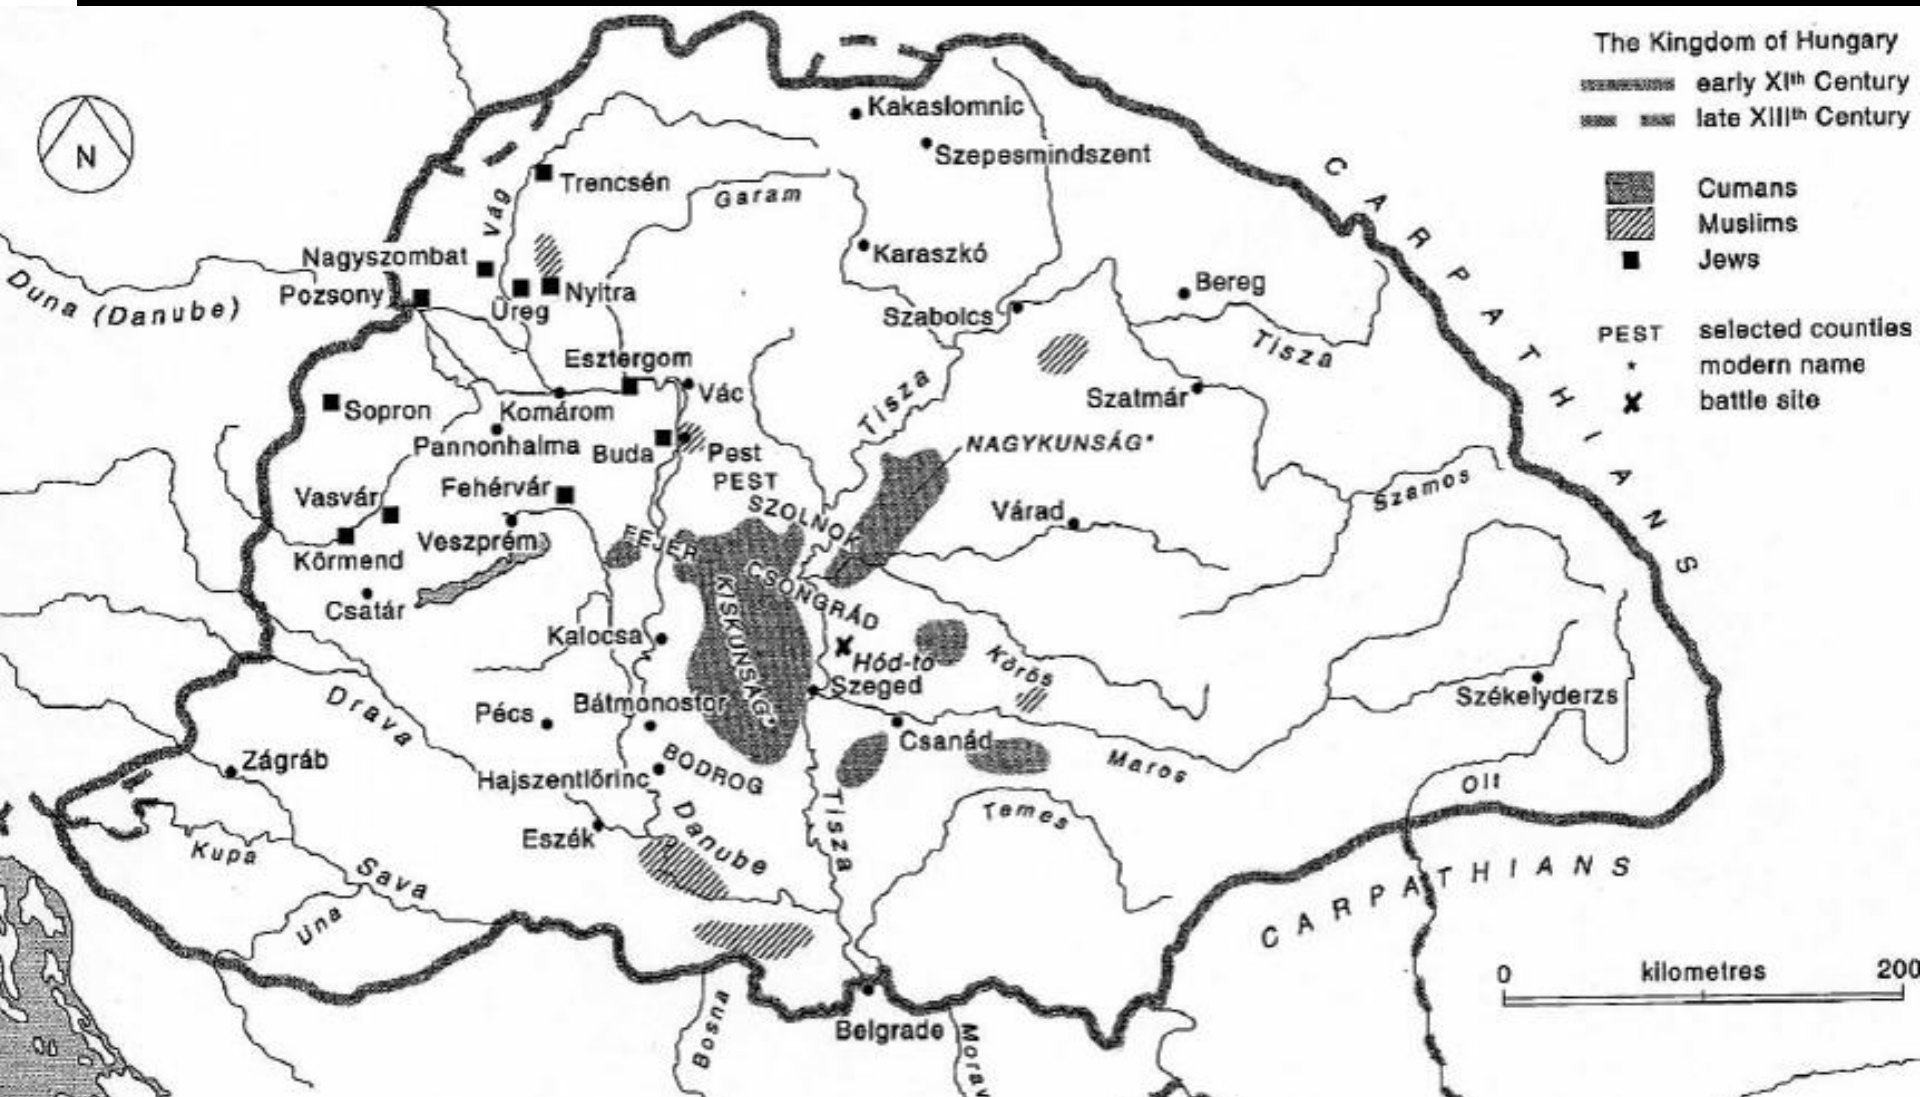 The Kingdom of Hungary
early XIth Century
late XIIIth Century
Cumans
Muslims
Jews
PEST selected counties
* modern name
battle site
N
Kakaslomnic
Szepesmindszent
Trencsén
Vág
Garam
CARPATHIANS
Nagyszombat
Karaszkó
Duna (Danube)
Pozsony
Üreg
Nyitra
Bereg
Szabolcs
Tisza
Esztergom
Vác
Tisza
Szatmár
Sopron
Komárom
Pannonhalma
Buda
Pest
PEST
NAGYKUNSÁG*
Vasvár
Fehérvár
SZOLNOK
Várad
Szamos
Körmend
Veszprém
FEJÉR
CSONGRÁD
KISKUNSÁG*
Csatár
Kalocsa
Hód-tó
Körös
Szeged
Székelyderzs
Drava
Pécs
Bátmonostor
Csanád
Maros
Zágráb
BODROG
Hajszentlőrinc
Olt
Danube
Tisza
Temes
Eszék
Kupa
Sava
Una
CARPATHIANS
0 kilometres 200
Belgrade
Bosna
Morav